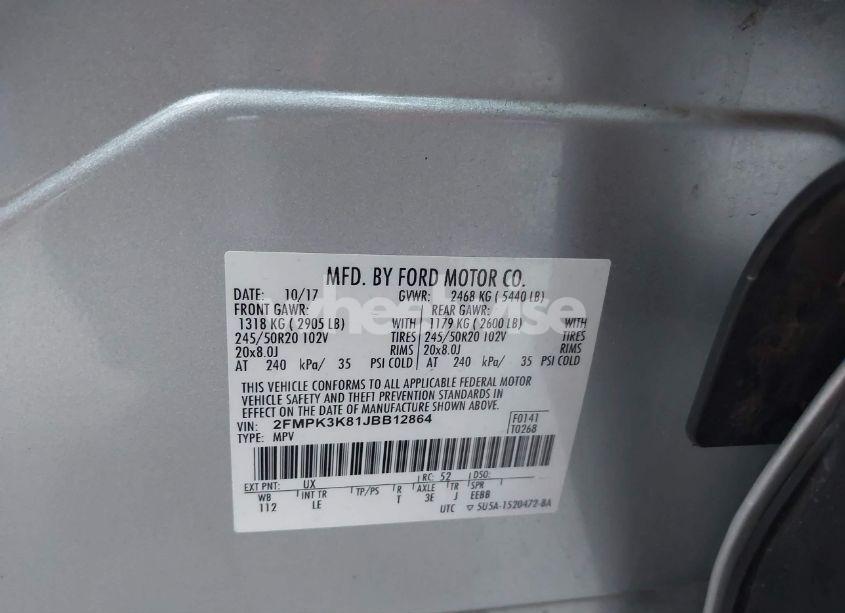 MFD. BY FORD MOTOR CO.
DATE: 10/17 GVWR: 2468 KG ( 5440 LB)
FRONT GAWR: REAR GAWR:
1318 KG ( 2905 LB) WITH 1179 KG ( 2600 LB) WITH
245/50R20 102V TIRES 245/50R20 102V TIRES
20x8.0J RIMS 20x8.0J RIMS
AT 240 kPa/ 35 PSI COLD AT 240 kPa/ 35 PSI COLD
THIS VEHICLE CONFORMS TO ALL APPLICABLE FEDERAL MOTOR
VEHICLE SAFETY AND THEFT PREVENTION STANDARDS IN
EFFECT ON THE DATE OF MANUFACTURE SHOWN ABOVE.
VIN: 2FMPK3K81JBB12864 F0141
TYPE: MPV T0268
EXT PNT: UX RC: 52 DSO:
WB INT TR TP/PS R AXLE TR SPR
112 LE T 3E J EEBB
UTC ▽ 5U5A-1520472-BA
wheelwise